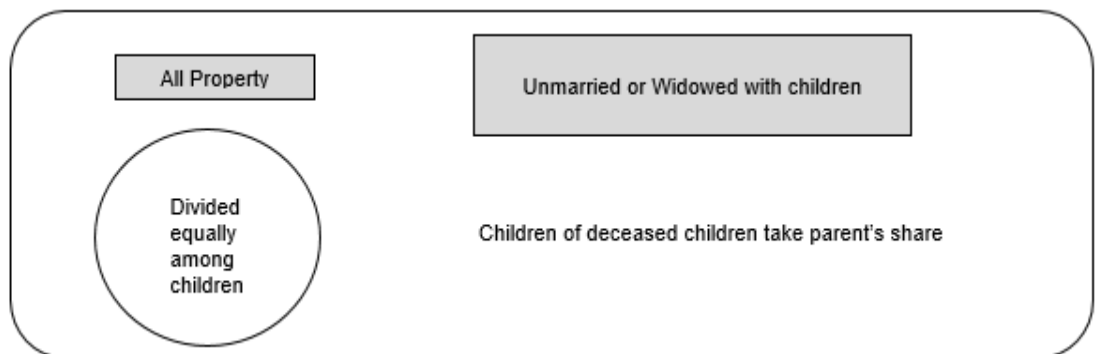 All Property
Unmarried or Widowed with children
Divided
equally
among
children
Children of deceased children take parent's share